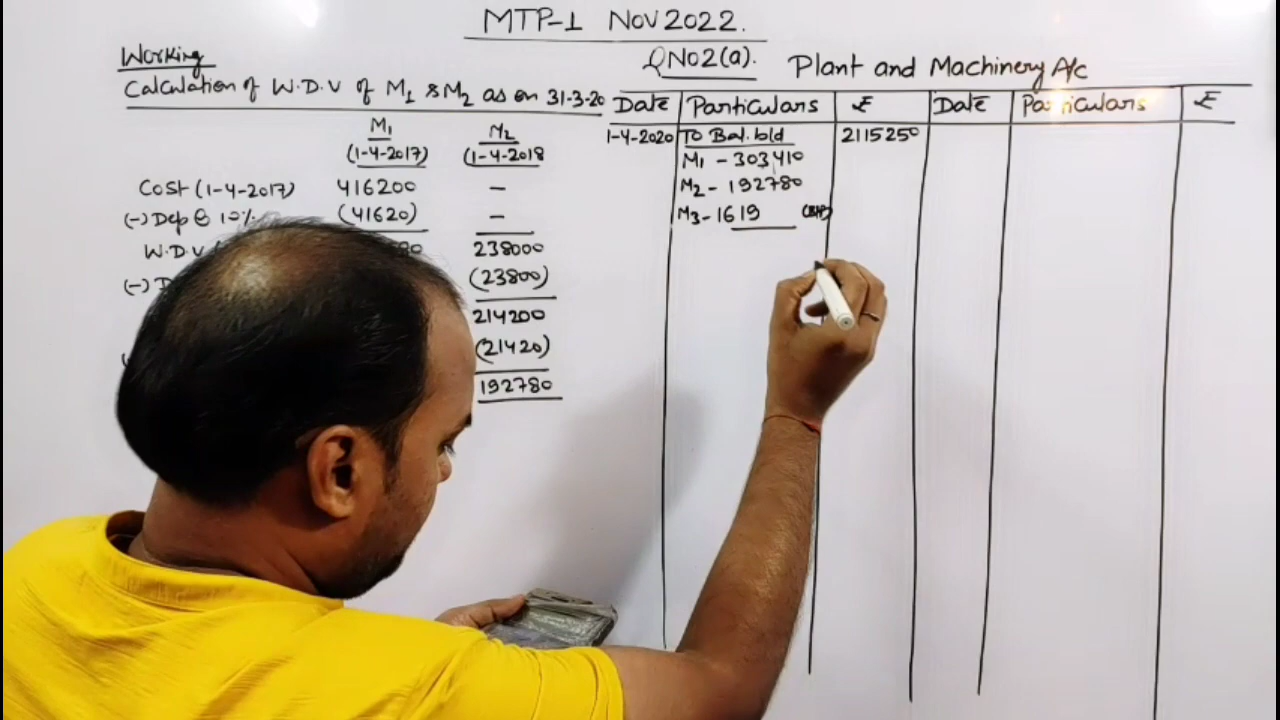 MTP-1 NOV 2022.
QNO2(a).
Plant and Machinery A/c
Working
Calculation of W.D.V of M1 & M2 as on 31-3-20
M1 M2
(1-4-2017) (1-4-2018
Cost (1-4-2017) 416200 -
(-) Dep @ 10% (41620) -
W.D.V 238000
(-) (23800)
214200
(21420)
192780
Date Particulars ₹ Date Particulars ₹
1-4-2020 To Bal. b/d 2115250
M1 - 303410
M2 - 192780
M3 - 1619